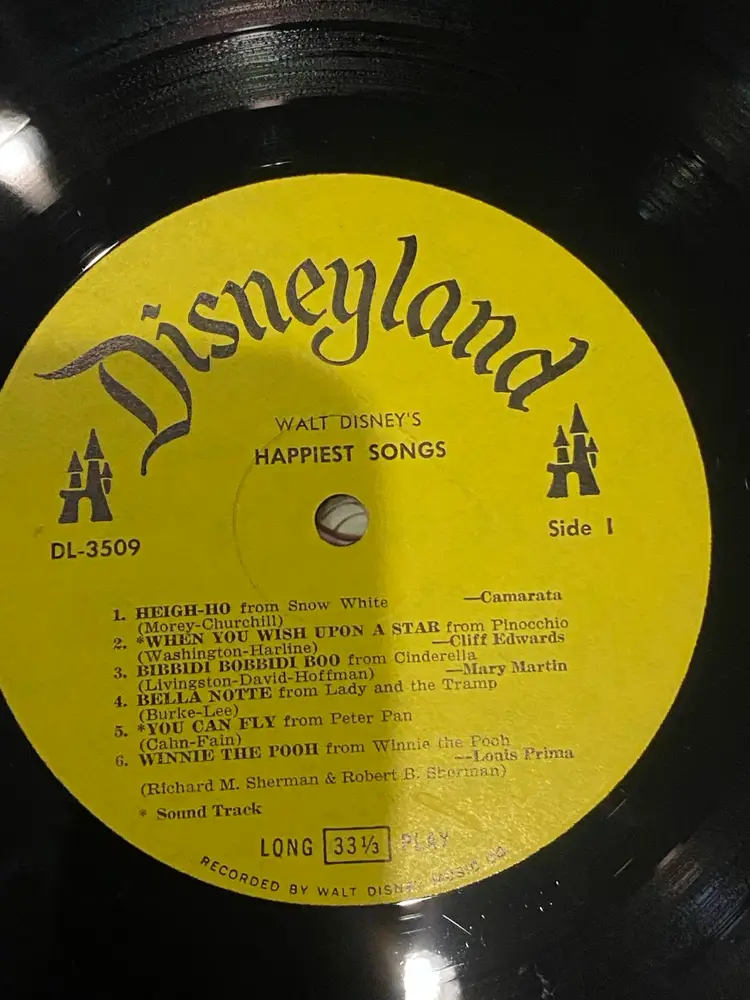 Disneyland
WALT DISNEY'S
HAPPIEST SONGS
DL-3509
Side 1
1. HEIGH-HO from Snow White —Camarata
(Morey-Churchill)
2. *WHEN YOU WISH UPON A STAR from Pinocchio
(Washington-Harline) —Cliff Edwards
3. BIBBIDI BOBBIDI BOO from Cinderella
(Livingston-David-Hoffman) —Mary Martin
4. BELLA NOTTE from Lady and the Tramp
(Burke-Lee)
5. *YOU CAN FLY from Peter Pan
(Cahn-Fain)
6. WINNIE THE POOH from Winnie the Pooh
—Louis Prima
(Richard M. Sherman & Robert B. Sherman)
* Sound Track
LONG 33⅓ PLAY
RECORDED BY WALT DISNEY MUSIC CO.